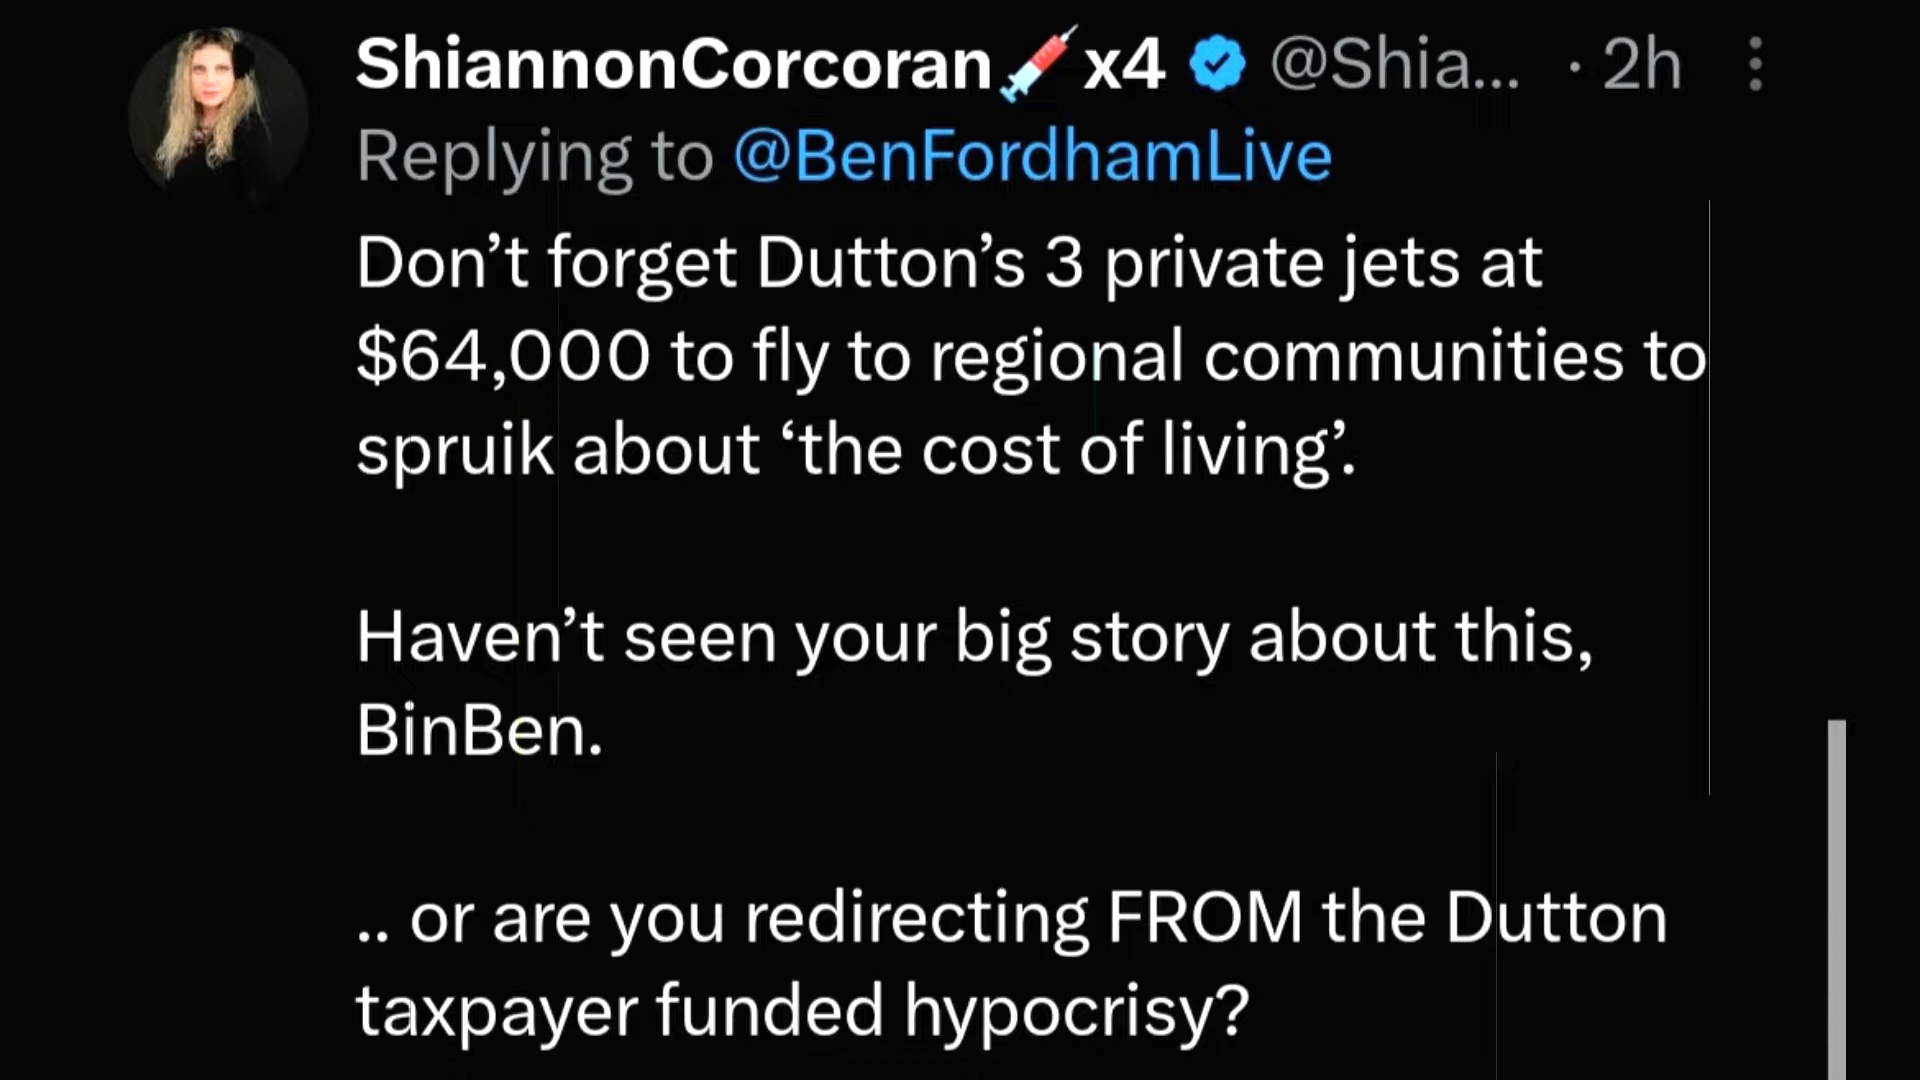 ShiannonCorcoran💉x4 @Shia... · 2h
Replying to @BenFordhamLive
Don’t forget Dutton’s 3 private jets at
$64,000 to fly to regional communities to
spruik about ‘the cost of living’.
Haven’t seen your big story about this,
BinBen.
.. or are you redirecting FROM the Dutton
taxpayer funded hypocrisy?